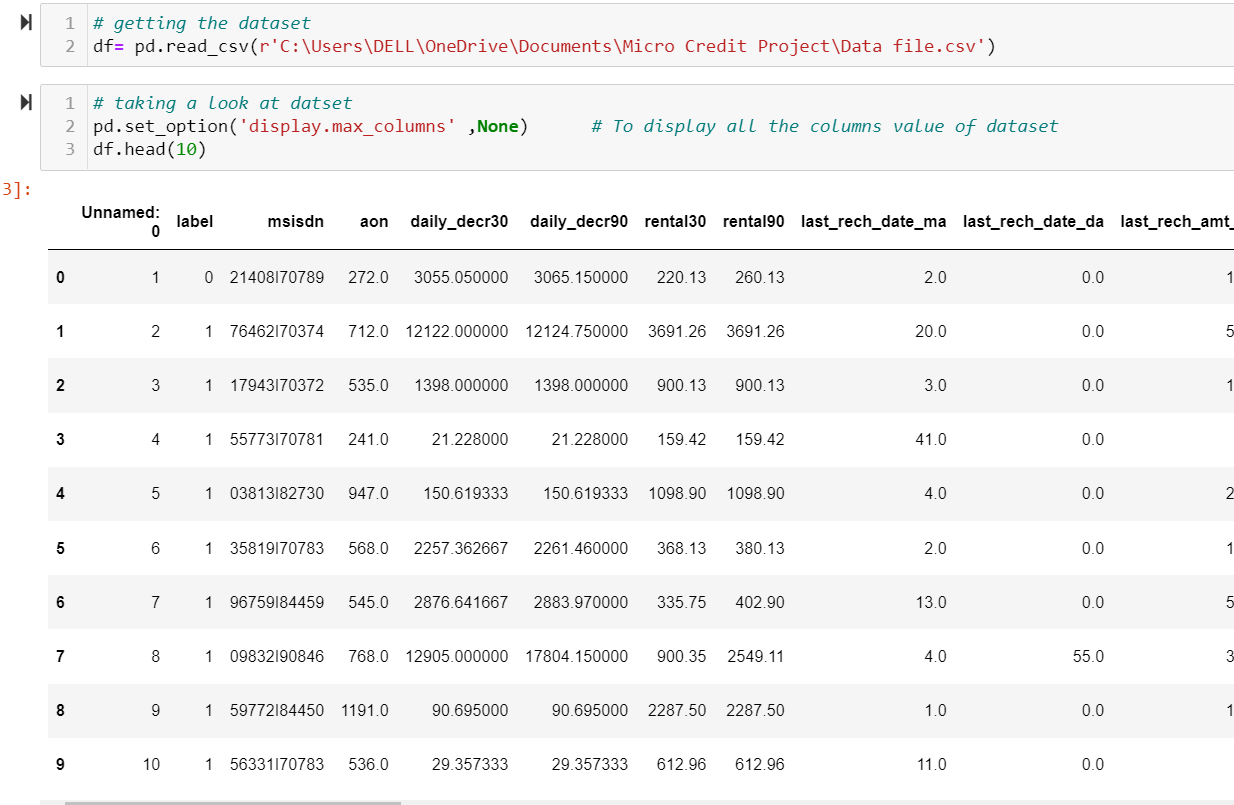 1 # getting the dataset
2 df= pd.read_csv(r'C:\Users\DELL\OneDrive\Documents\Micro Credit Project\Data file.csv')
1 # taking a look at datset
2 pd.set_option('display.max_columns' ,None) # To display all the columns value of dataset
3 df.head(10)
3]:
Unnamed: 0 label msisdn aon daily_decr30 daily_decr90 rental30 rental90 last_rech_date_ma last_rech_date_da last_rech_amt_
0 1 0 21408I70789 272.0 3055.050000 3065.150000 220.13 260.13 2.0 0.0 1
1 2 1 76462I70374 712.0 12122.000000 12124.750000 3691.26 3691.26 20.0 0.0 5
2 3 1 17943I70372 535.0 1398.000000 1398.000000 900.13 900.13 3.0 0.0 1
3 4 1 55773I70781 241.0 21.228000 21.228000 159.42 159.42 41.0 0.0
4 5 1 03813I82730 947.0 150.619333 150.619333 1098.90 1098.90 4.0 0.0 2
5 6 1 35819I70783 568.0 2257.362667 2261.460000 368.13 380.13 2.0 0.0 1
6 7 1 96759I84459 545.0 2876.641667 2883.970000 335.75 402.90 13.0 0.0 5
7 8 1 09832I90846 768.0 12905.000000 17804.150000 900.35 2549.11 4.0 55.0 3
8 9 1 59772I84450 1191.0 90.695000 90.695000 2287.50 2287.50 1.0 0.0 1
9 10 1 56331I70783 536.0 29.357333 29.357333 612.96 612.96 11.0 0.0